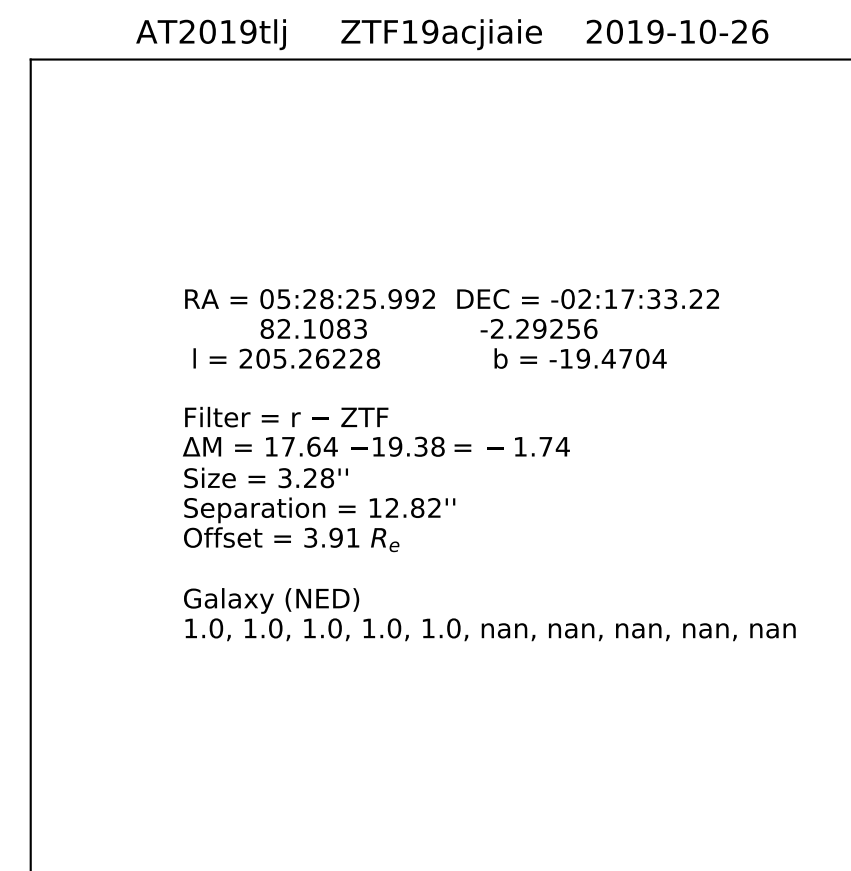 AT2019tlj ZTF19acjiaie 2019-10-26
RA = 05:28:25.992 DEC = -02:17:33.22
82.1083 -2.29256
l = 205.26228 b = -19.4704
Filter = r − ZTF
ΔM = 17.64 −19.38 = − 1.74
Size = 3.28''
Separation = 12.82''
Offset = 3.91 Re
Galaxy (NED)
1.0, 1.0, 1.0, 1.0, 1.0, nan, nan, nan, nan, nan